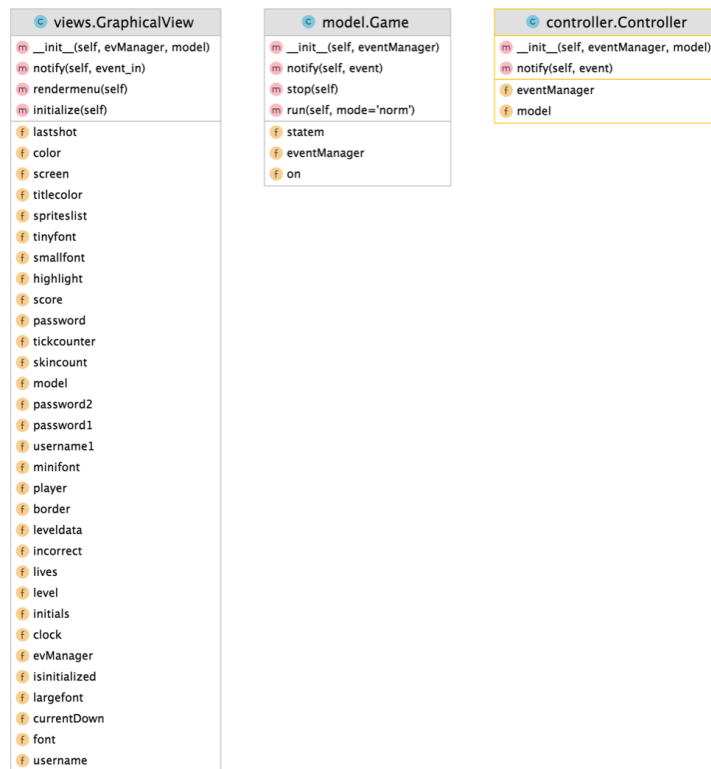 views.GraphicalView
__init__(self, evManager, model)
notify(self, event_in)
rendermenu(self)
initialize(self)
lastshot
color
screen
titlecolor
spriteslist
tinyfont
smallfont
highlight
score
password
tickcounter
skincount
model
password2
password1
username1
minifont
player
border
leveldata
incorrect
lives
level
initials
clock
evManager
isinitialized
largefont
currentDown
font
username
model.Game
__init__(self, eventManager)
notify(self, event)
stop(self)
run(self, mode='norm')
statem
eventManager
on
controller.Controller
__init__(self, eventManager, model)
notify(self, event)
eventManager
model